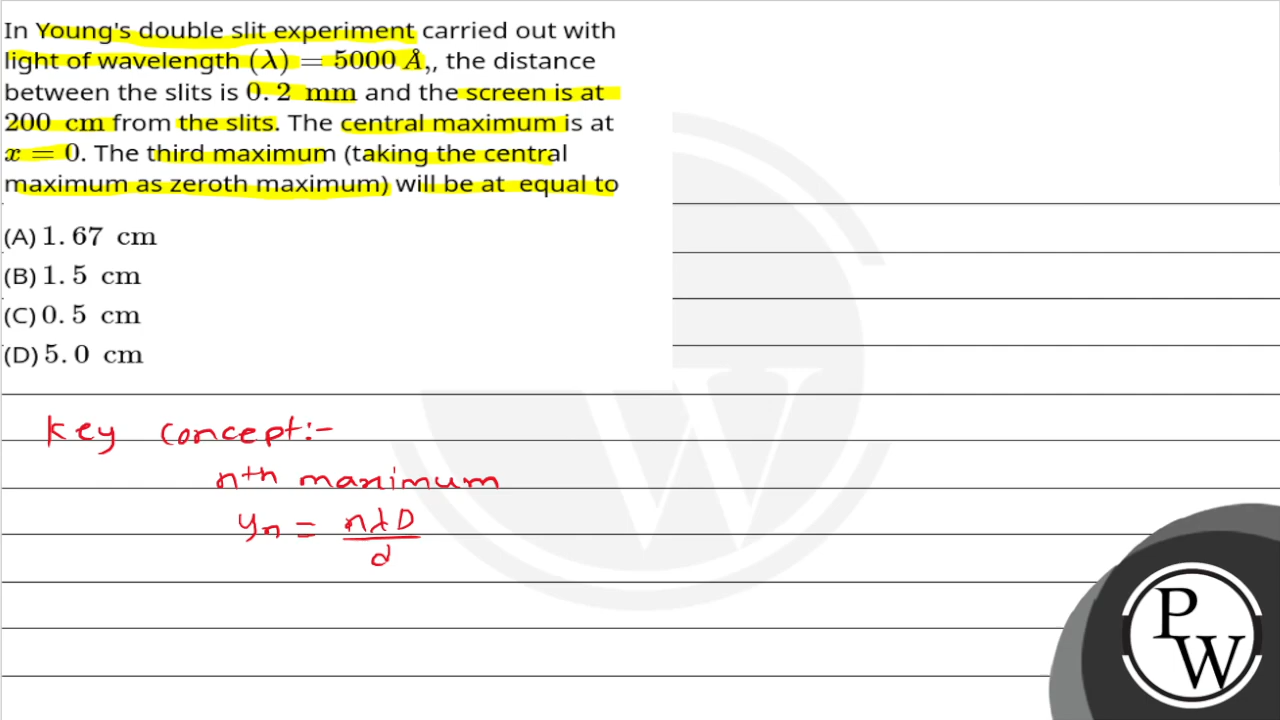 In Young's double slit experiment carried out with
light of wavelength (λ) = 5000 Å,, the distance
between the slits is 0.2 mm and the screen is at
200 cm from the slits. The central maximum is at
x = 0. The third maximum (taking the central
maximum as zeroth maximum) will be at equal to
(A) 1.67 cm
(B) 1.5 cm
(C) 0.5 cm
(D) 5.0 cm
Key concept:-
nth maximum
yn = nλD/d
P
W